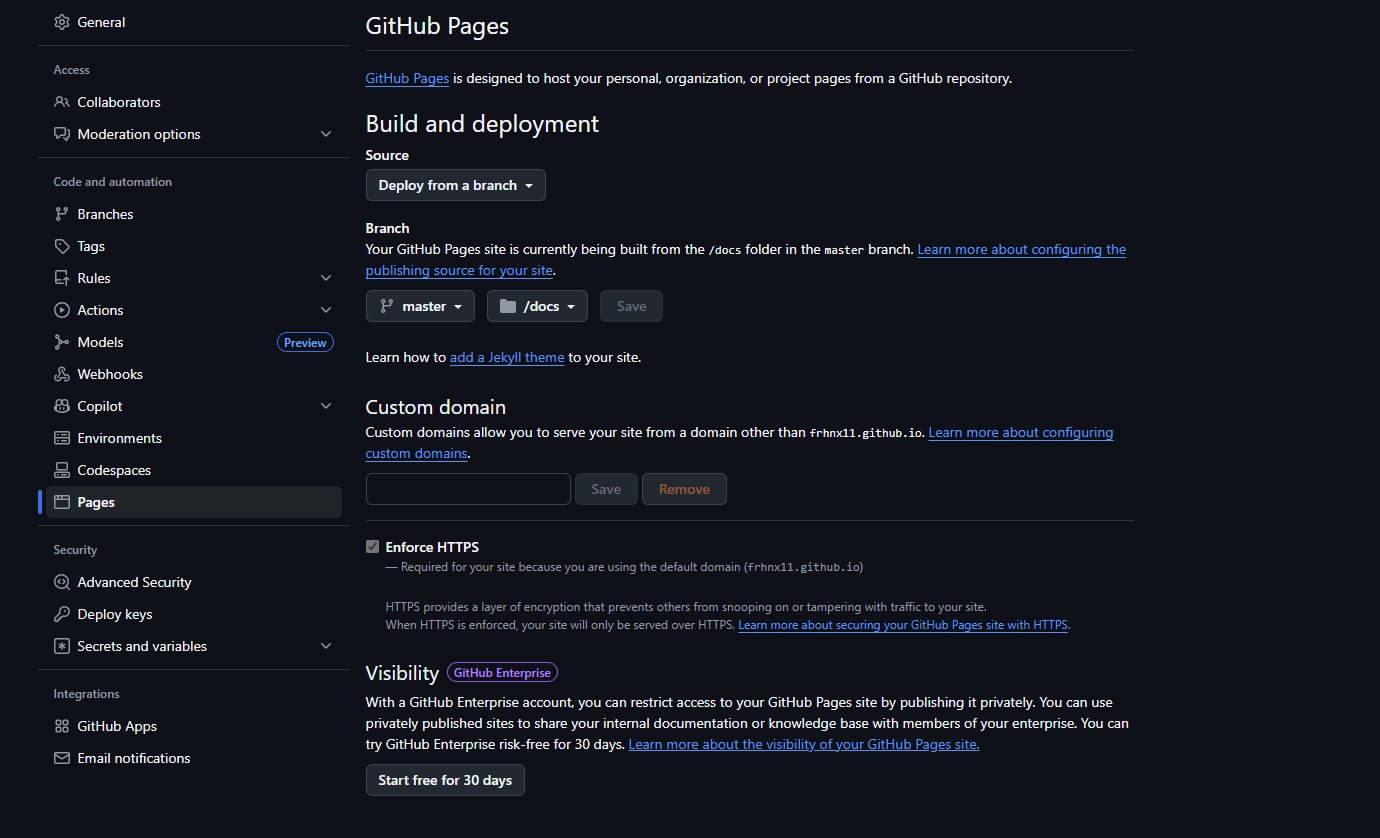 General
Access
Collaborators
Moderation options
Code and automation
Branches
Tags
Rules
Actions
Models Preview
Webhooks
Copilot
Environments
Codespaces
Pages
Security
Advanced Security
Deploy keys
Secrets and variables
Integrations
GitHub Apps
Email notifications
GitHub Pages
GitHub Pages is designed to host your personal, organization, or project pages from a GitHub repository.
Build and deployment
Source
Deploy from a branch
Branch
Your GitHub Pages site is currently being built from the /docs folder in the master branch. Learn more about configuring the
publishing source for your site.
master /docs Save
Learn how to add a Jekyll theme to your site.
Custom domain
Custom domains allow you to serve your site from a domain other than frhnx11.github.io. Learn more about configuring
custom domains.
Save Remove
Enforce HTTPS
— Required for your site because you are using the default domain (frhnx11.github.io)
HTTPS provides a layer of encryption that prevents others from snooping on or tampering with traffic to your site.
When HTTPS is enforced, your site will only be served over HTTPS. Learn more about securing your GitHub Pages site with HTTPS.
Visibility GitHub Enterprise
With a GitHub Enterprise account, you can restrict access to your GitHub Pages site by publishing it privately. You can use
privately published sites to share your internal documentation or knowledge base with members of your enterprise. You can
try GitHub Enterprise risk-free for 30 days. Learn more about the visibility of your GitHub Pages site.
Start free for 30 days